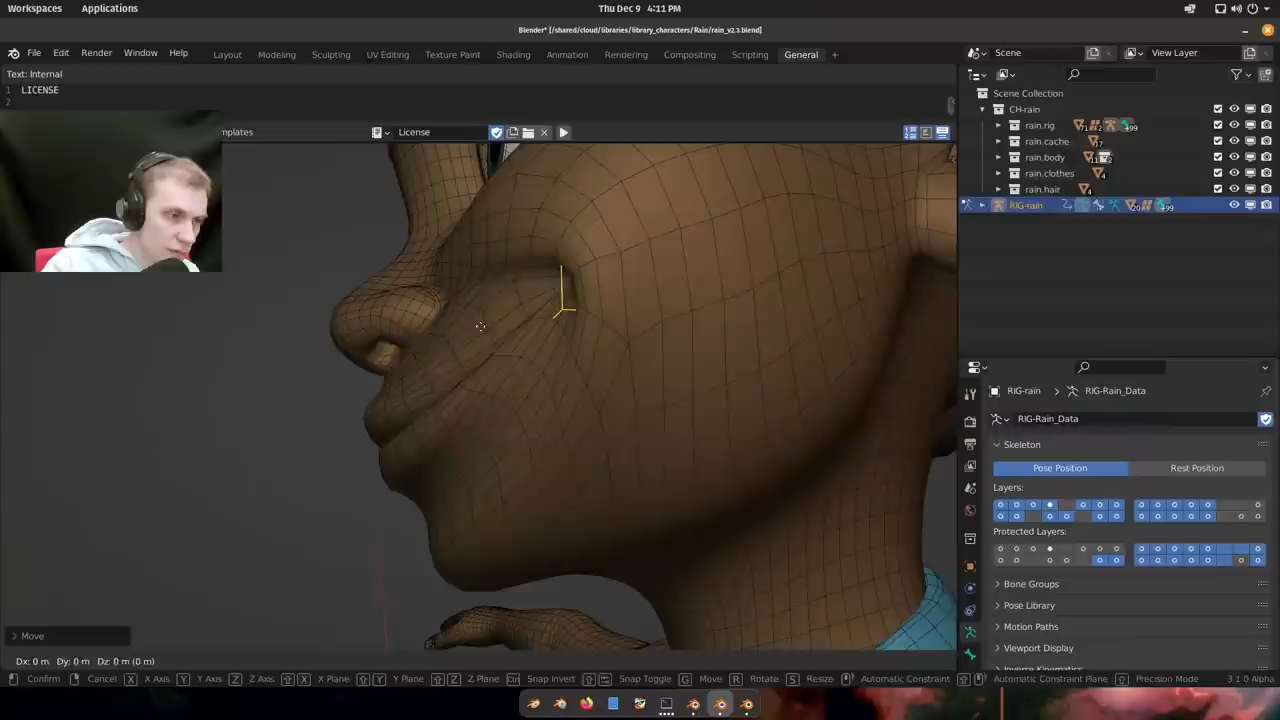 Workspaces Applications Thu Dec 9 4:11 PM
Blender* [/shared/cloud/libraries/library_characters/Rain/rain_v2.3.blend]
File Edit Render Window Help Layout Modeling Sculpting UV Editing Texture Paint Shading Animation Rendering Compositing Scripting General + Scene View Layer
Text: Internal
1 LICENSE
2
mplates License
Scene Collection
CH-rain
rain.rig
rain.cache
rain.body
rain.clothes
rain.hair
RIG-rain
RIG-rain > RIG-Rain_Data
RIG-Rain_Data
Skeleton
Pose Position Rest Position
Layers:
Protected Layers:
Bone Groups
Pose Library
Motion Paths
Viewport Display
Inverse Kinematics
Move
Dx: 0 m Dy: 0 m Dz: 0 m (0 m)
Confirm Cancel X X Axis Y Y Axis Z Z Axis X X Plane Y Y Plane Z Z Plane Snap Invert Snap Toggle G Move R Rotate S Resize Automatic Constraint Automatic Constraint Plane Precision Mode 3.1.0 Alpha